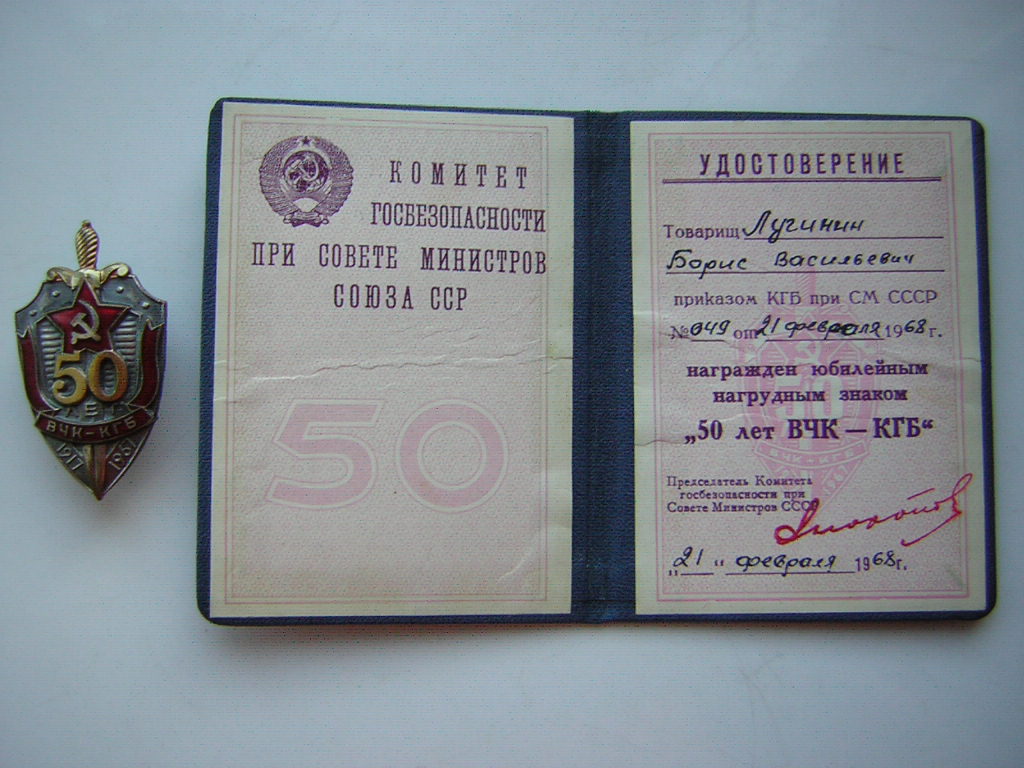 50
Е
ВЧК-КГБ
1917 1967
КОМИТЕТ
ГОСБЕЗОПАСНОСТИ
ПРИ СОВЕТЕ МИНИСТРОВ
СОЮЗА ССР
50
УДОСТОВЕРЕНИЕ
Товарищ Лугинин
Борис Васильевич
приказом КГБ при СМ СССР
№ 049 от 21 февраля 1968 г.
награжден юбилейным
нагрудным знаком
„50 лет ВЧК — КГБ“
Председатель Комитета
госбезопасности при
Совете Министров СССР
„21“ февраля 1968 г.